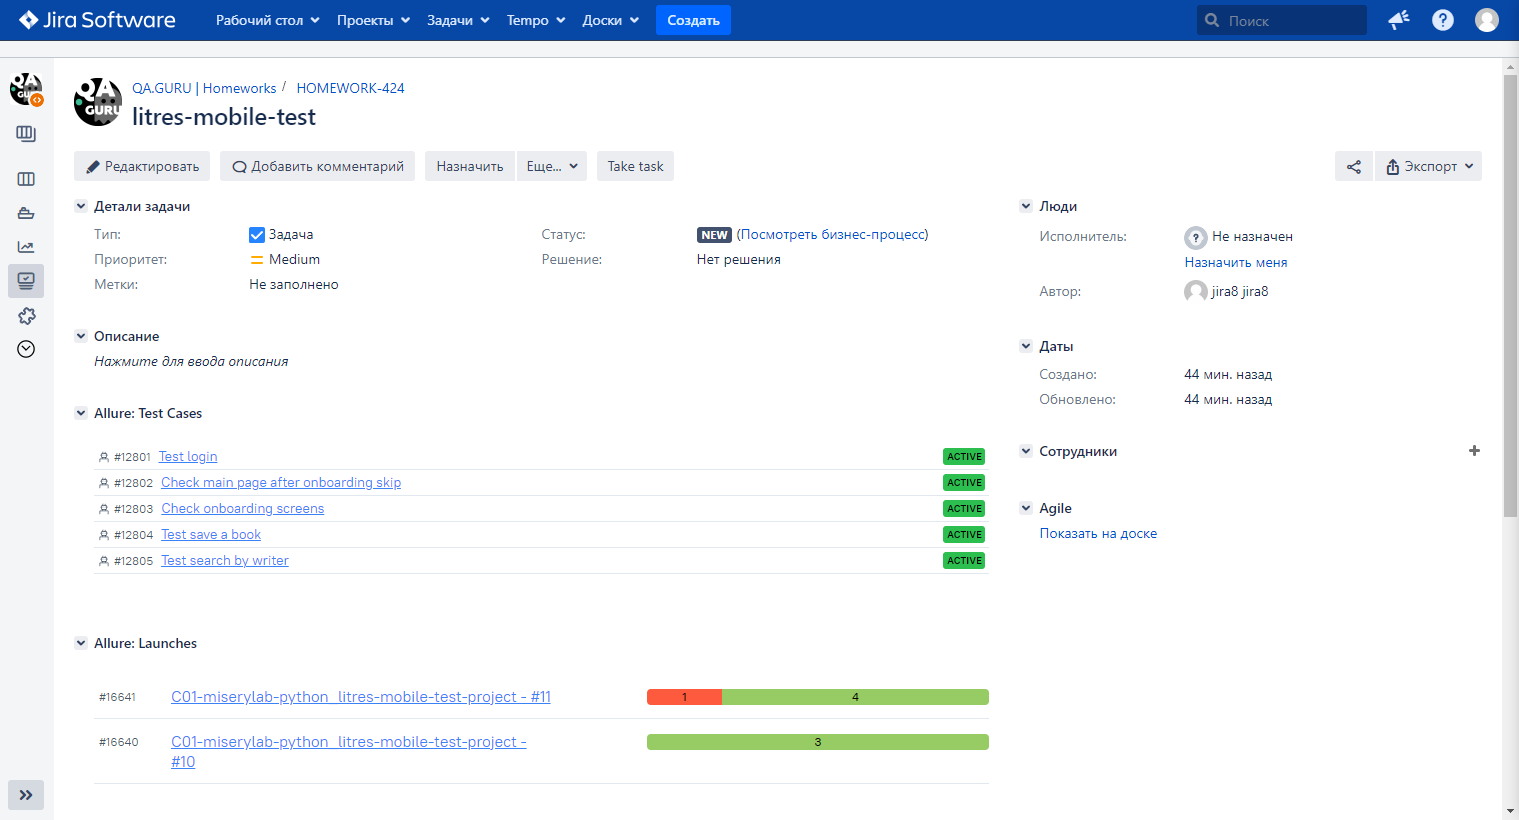 Jira Software Рабочий стол Проекты Задачи Tempo Доски Создать Поиск
QA.GURU | Homeworks / HOMEWORK-424
litres-mobile-test
Редактировать Добавить комментарий Назначить Еще... Take task Экспорт
Детали задачи
Тип: Задача Статус: NEW (Посмотреть бизнес-процесс)
Приоритет: Medium Решение: Нет решения
Метки: Не заполнено
Описание
Нажмите для ввода описания
Allure: Test Cases
#12801 Test login ACTIVE
#12802 Check main page after onboarding skip ACTIVE
#12803 Check onboarding screens ACTIVE
#12804 Test save a book ACTIVE
#12805 Test search by writer ACTIVE
Allure: Launches
#16641 C01-miserylab-python_litres-mobile-test-project - #11 1 4
#16640 C01-miserylab-python_litres-mobile-test-project - 3
#10
Люди
Исполнитель: Не назначен
Назначить меня
Автор: jira8 jira8
Даты
Создано: 44 мин. назад
Обновлено: 44 мин. назад
Сотрудники
Agile
Показать на доске